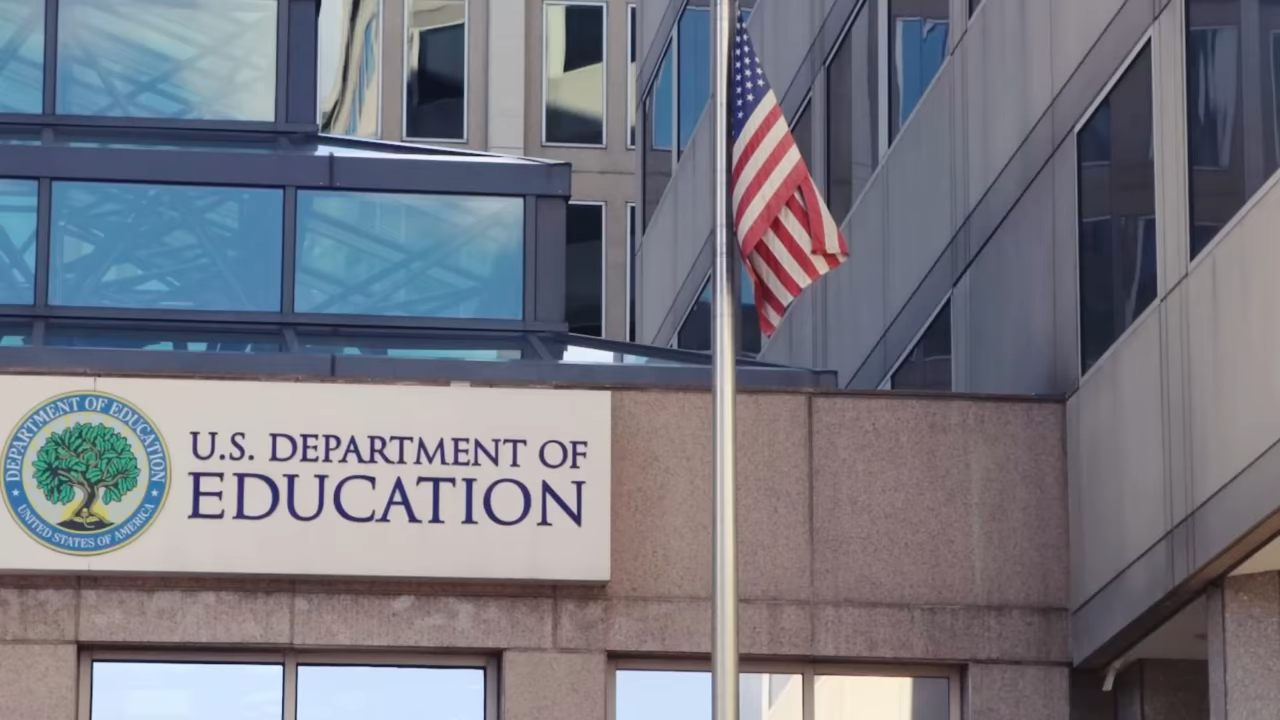 DEPARTMENT OF EDUCATION
UNITED STATES OF AMERICA
U.S. DEPARTMENT OF
EDUCATION